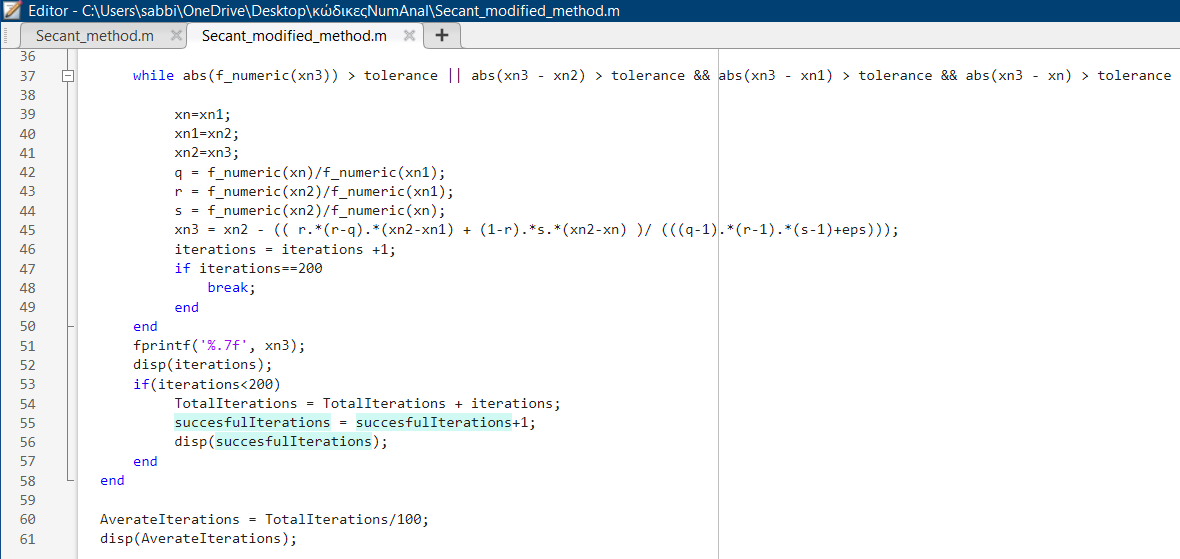 Editor - C:\Users\sabbi\OneDrive\Desktop\κώδικεςNumAnal\Secant_modified_method.m
Secant_method.m Secant_modified_method.m +
36
37 while abs(f_numeric(xn3)) > tolerance || abs(xn3 - xn2) > tolerance && abs(xn3 - xn1) > tolerance && abs(xn3 - xn) > tolerance
38
39 xn=xn1;
40 xn1=xn2;
41 xn2=xn3;
42 q = f_numeric(xn)/f_numeric(xn1);
43 r = f_numeric(xn2)/f_numeric(xn1);
44 s = f_numeric(xn2)/f_numeric(xn);
45 xn3 = xn2 - (( r.*(r-q).*(xn2-xn1) + (1-r).*s.*(xn2-xn) )/ (((q-1).*(r-1).*(s-1)+eps)));
46 iterations = iterations +1;
47 if iterations==200
48 break;
49 end
50 end
51 fprintf('%.7f', xn3);
52 disp(iterations);
53 if(iterations<200)
54 TotalIterations = TotalIterations + iterations;
55 succesfulIterations = succesfulIterations+1;
56 disp(succesfulIterations);
57 end
58 end
59
60 AverateIterations = TotalIterations/100;
61 disp(AverateIterations);